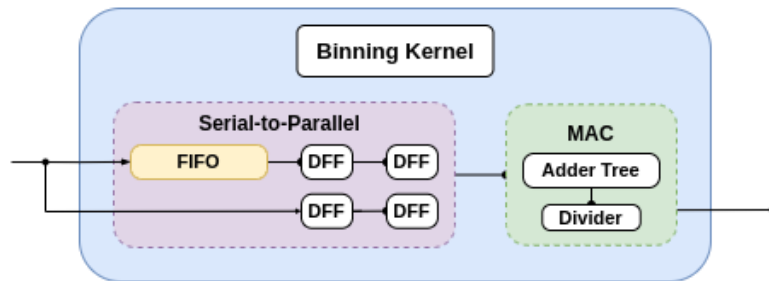 Binning Kernel
Serial-to-Parallel
FIFO
DFF
DFF
DFF
DFF
MAC
Adder Tree
Divider